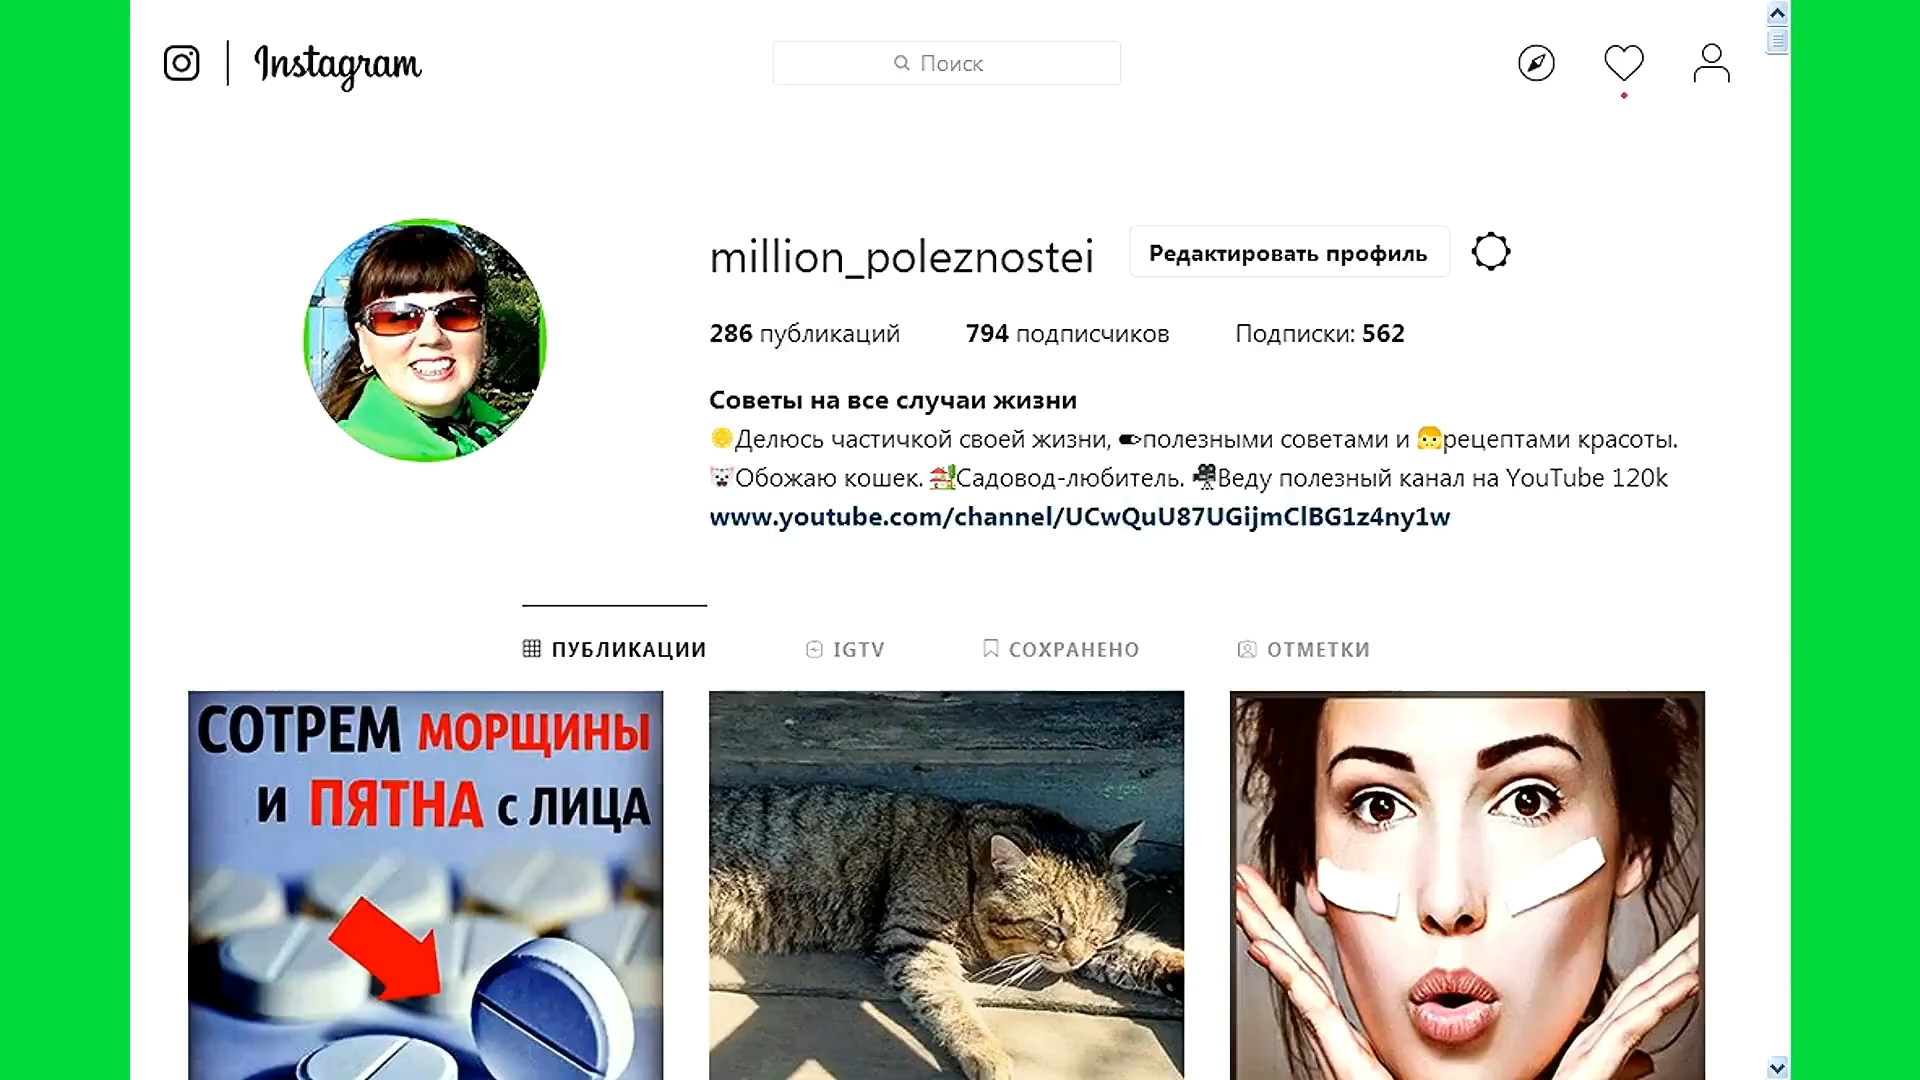 Instagram
Поиск
million_poleznostei
Редактировать профиль
286 публикаций 794 подписчиков Подписки: 562
Советы на все случаи жизни
Делюсь частичкой своей жизни, полезными советами и рецептами красоты.
Обожаю кошек. Садовод-любитель. Веду полезный канал на YouTube 120k
www.youtube.com/channel/UCwQuU87UGijmClBG1z4ny1w
ПУБЛИКАЦИИ IGTV СОХРАНЕНО ОТМЕТКИ
СОТРЕМ МОРЩИНЫ
и ПЯТНА с ЛИЦА